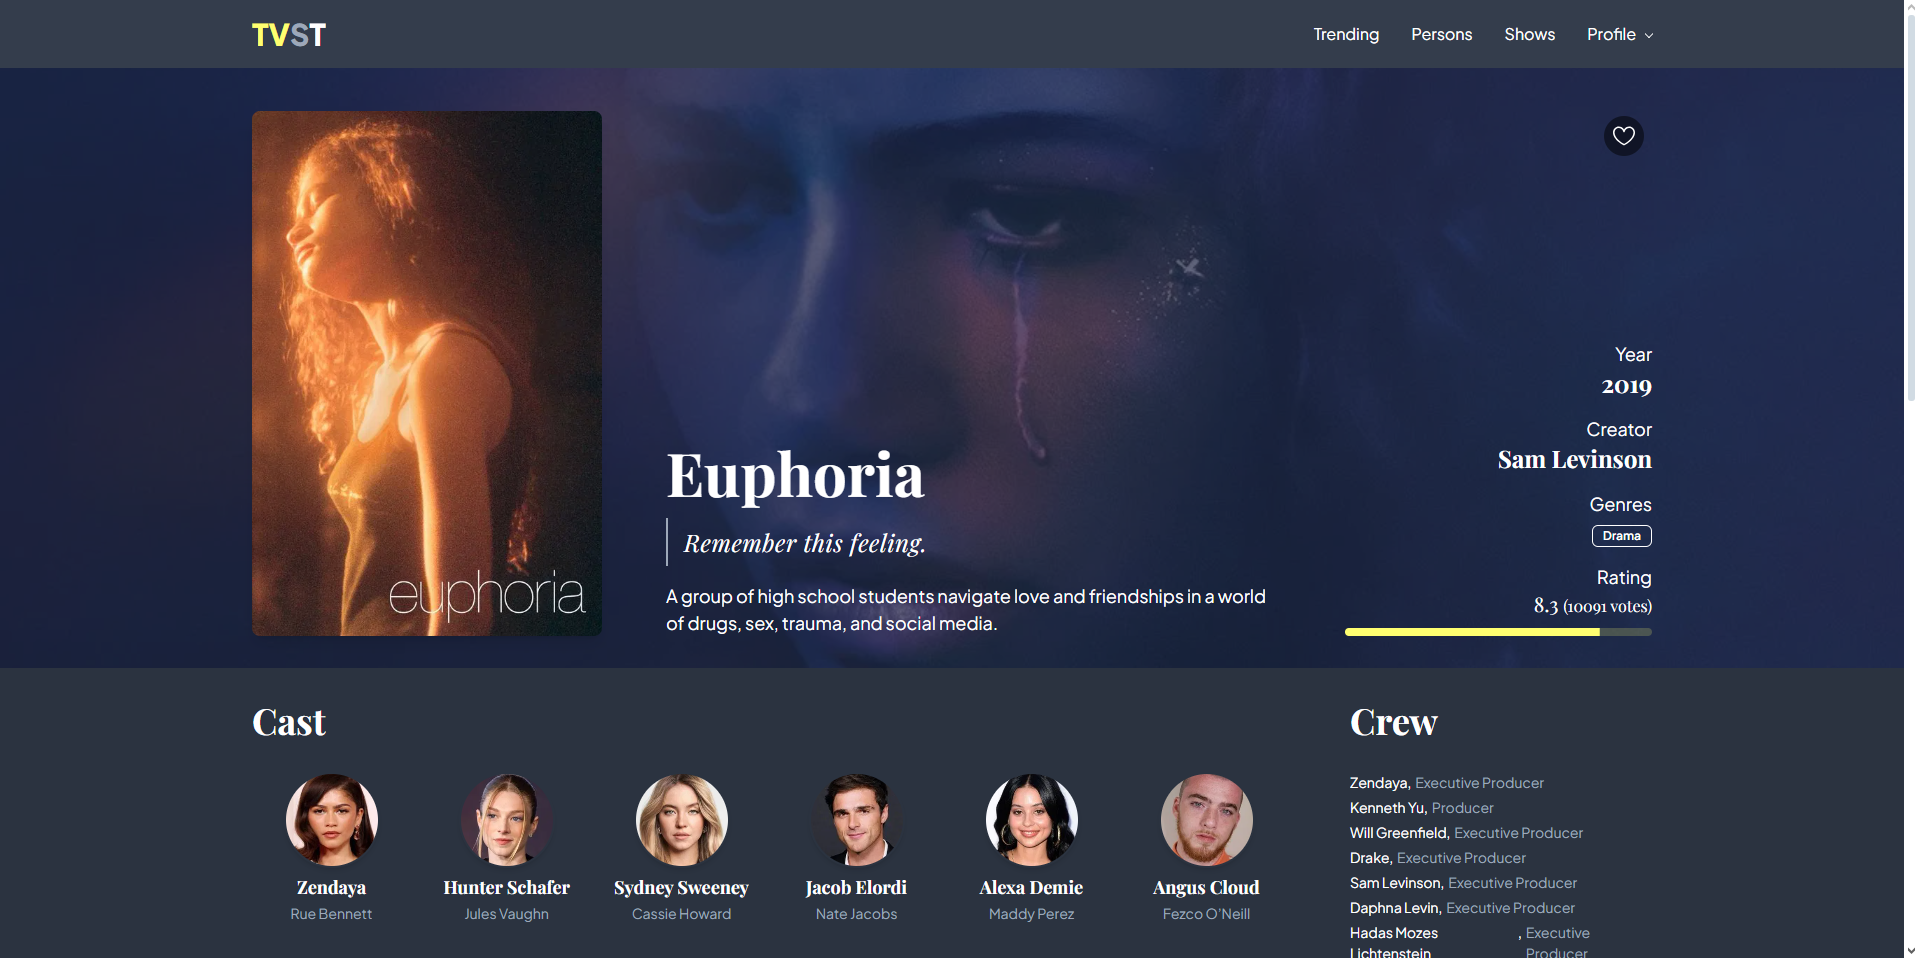 TVST
Trending
Persons
Shows
Profile
euphoria
Euphoria
Remember this feeling.
A group of high school students navigate love and friendships in a world
of drugs, sex, trauma, and social media.
Year
2019
Creator
Sam Levinson
Genres
Drama
Rating
8.3 (10091 votes)
Cast
Zendaya
Rue Bennett
Hunter Schafer
Jules Vaughn
Sydney Sweeney
Cassie Howard
Jacob Elordi
Nate Jacobs
Alexa Demie
Maddy Perez
Angus Cloud
Fezco O'Neill
Crew
Zendaya, Executive Producer
Kenneth Yu, Producer
Will Greenfield, Executive Producer
Drake, Executive Producer
Sam Levinson, Executive Producer
Daphna Levin, Executive Producer
Hadas Mozes , Executive
Lichtenstein Producer